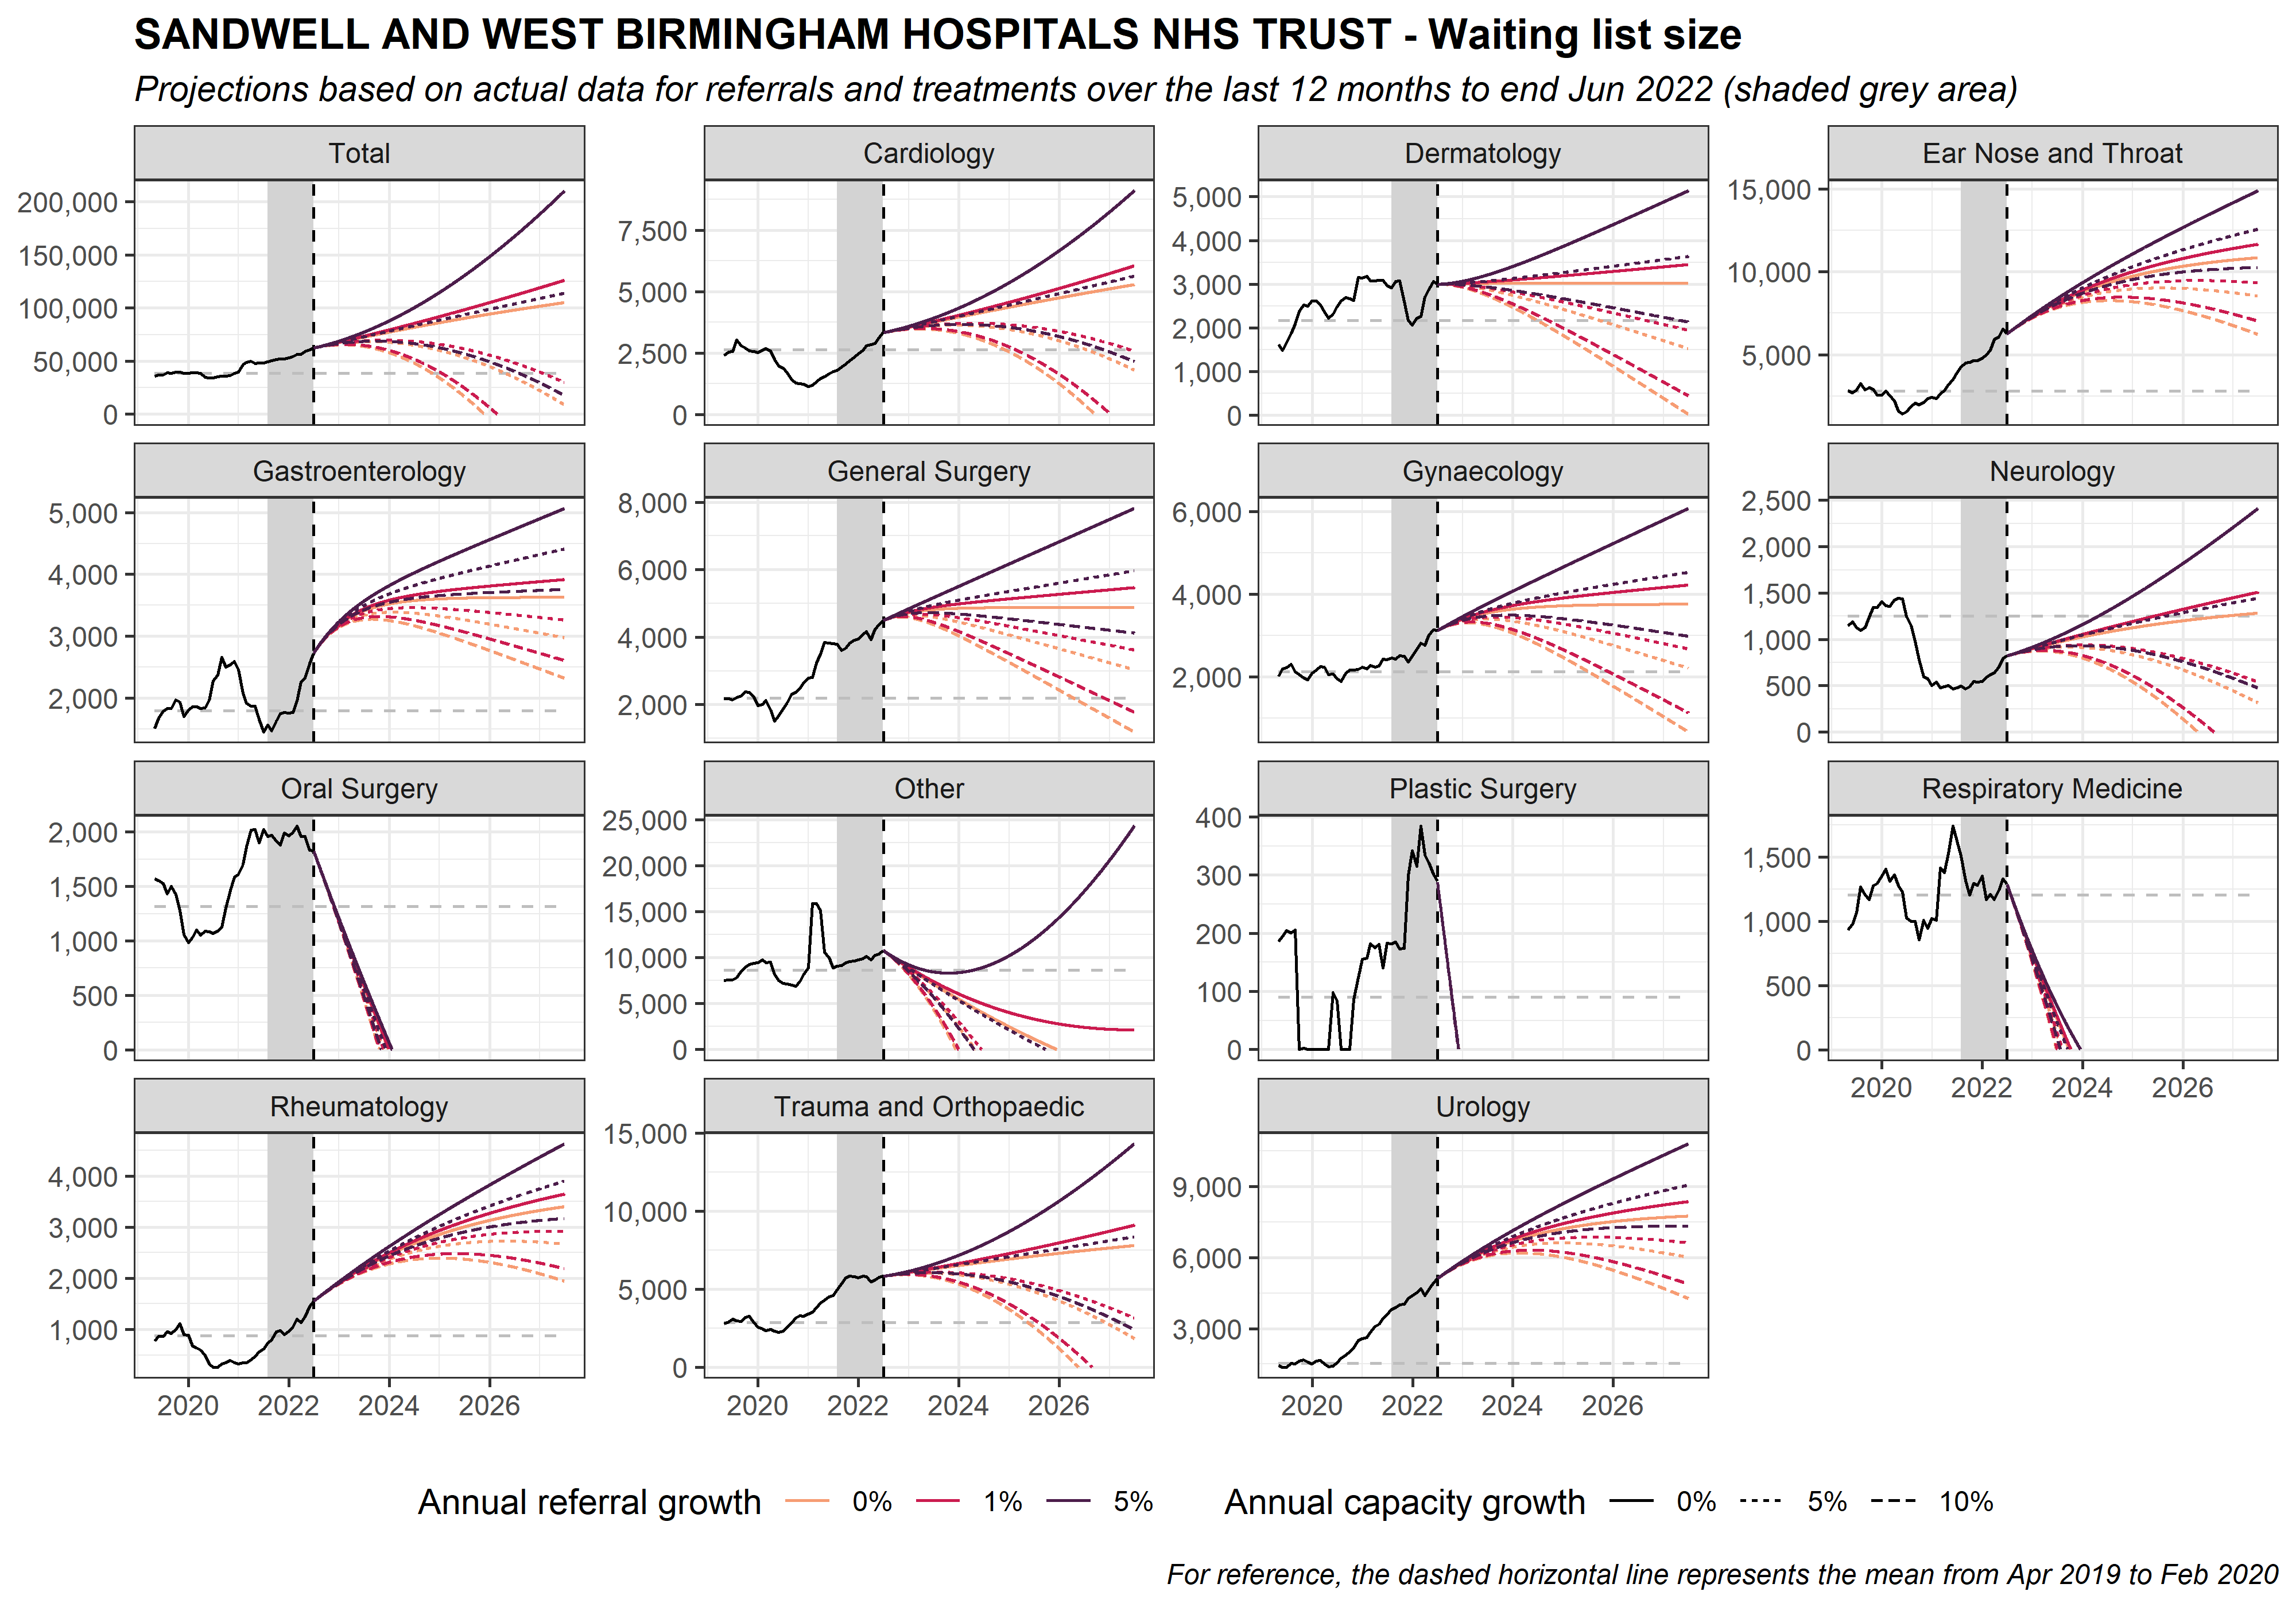 SANDWELL AND WEST BIRMINGHAM HOSPITALS NHS TRUST - Waiting list size
Projections based on actual data for referrals and treatments over the last 12 months to end Jun 2022 (shaded grey area)
Total
Cardiology
Dermatology
Ear Nose and Throat
200,000
150,000
100,000
50,000
0
7,500
5,000
2,500
0
5,000
4,000
3,000
2,000
1,000
0
15,000
10,000
5,000
Gastroenterology
General Surgery
Gynaecology
Neurology
5,000
4,000
3,000
2,000
8,000
6,000
4,000
2,000
6,000
4,000
2,000
2,500
2,000
1,500
1,000
500
0
Oral Surgery
Other
Plastic Surgery
Respiratory Medicine
2,000
1,500
1,000
500
0
25,000
20,000
15,000
10,000
5,000
0
400
300
200
100
0
1,500
1,000
500
0
2020 2022 2024 2026
Rheumatology
Trauma and Orthopaedic
Urology
4,000
3,000
2,000
1,000
15,000
10,000
5,000
0
9,000
6,000
3,000
2020 2022 2024 2026
2020 2022 2024 2026
2020 2022 2024 2026
Annual referral growth 0% 1% 5% Annual capacity growth 0% 5% 10%
For reference, the dashed horizontal line represents the mean from Apr 2019 to Feb 2020